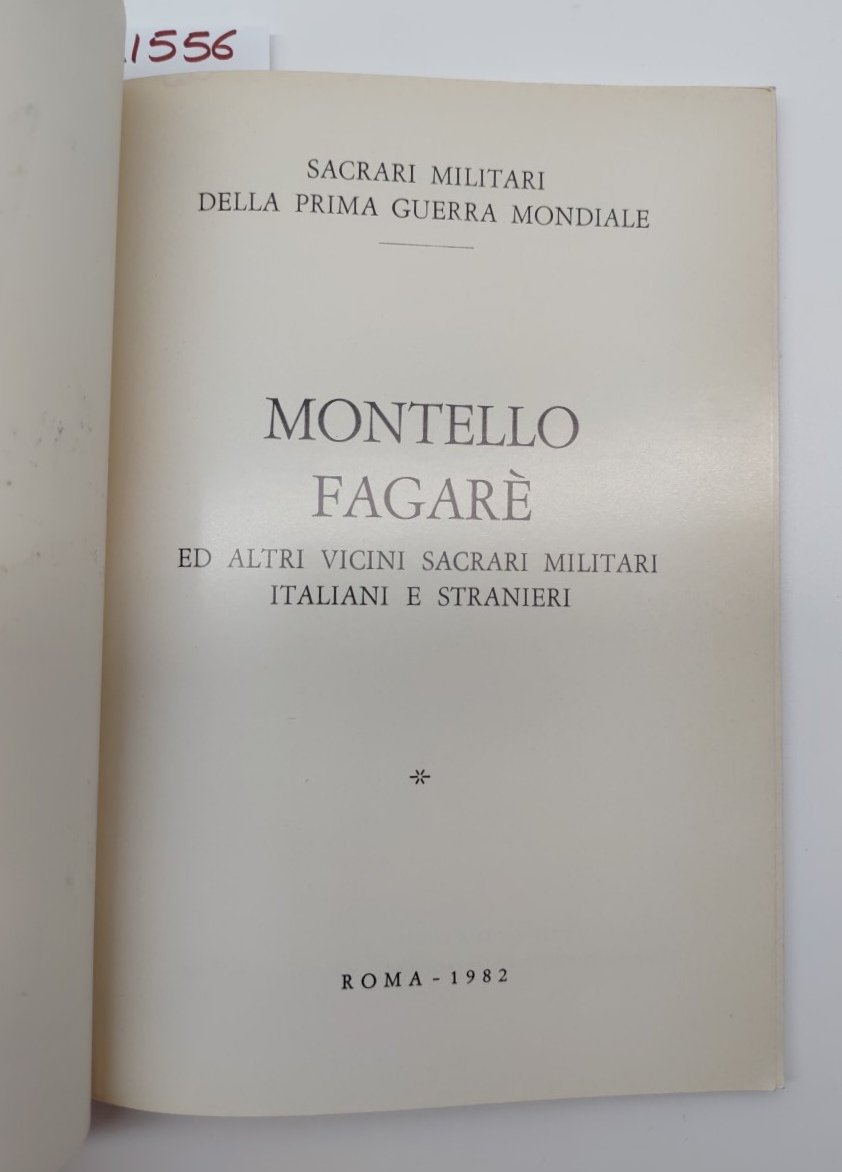 1556
SACRARI MILITARI
DELLA PRIMA GUERRA MONDIALE
MONTELLO
FAGARÈ
ED ALTRI VICINI SACRARI MILITARI
ITALIANI E STRANIERI
ROMA - 1982